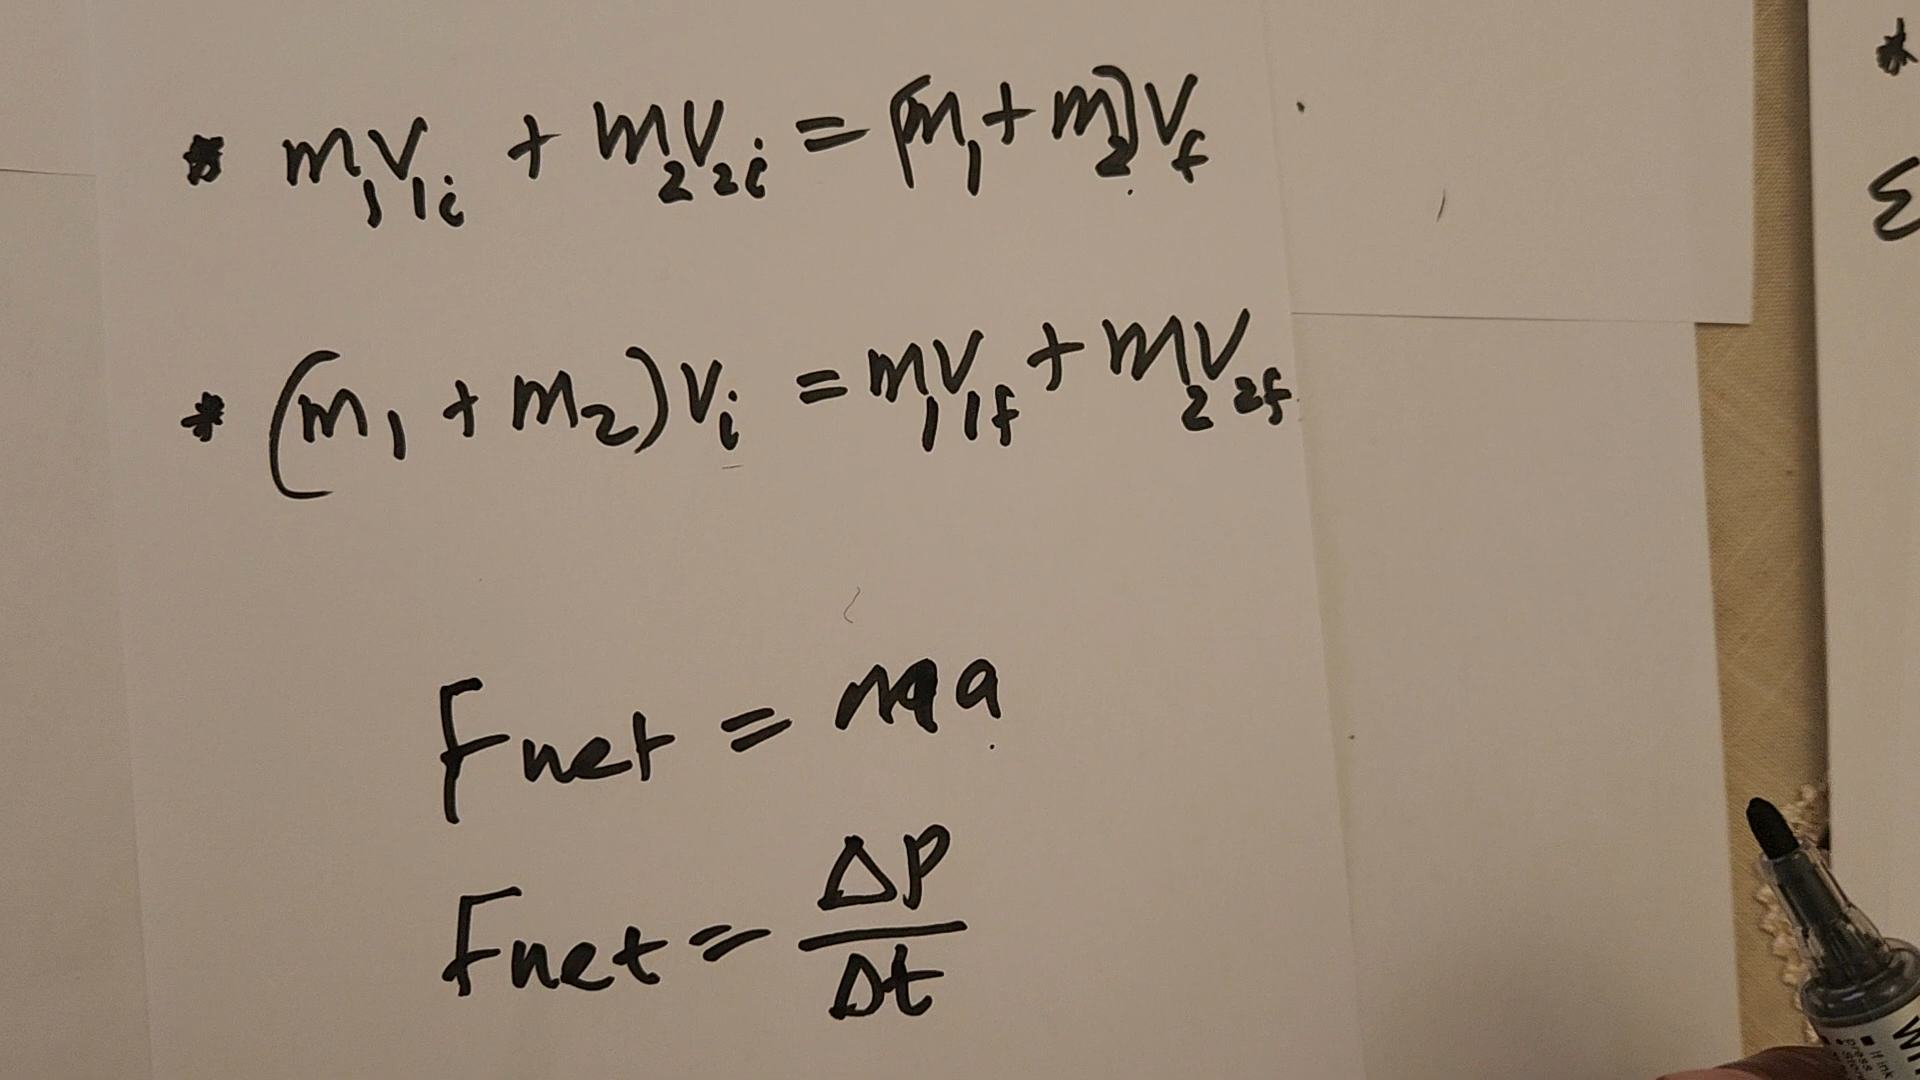 * m₁v₁ᵢ + m₂v₂ᵢ = (m₁ + m₂)v_f
* (m₁ + m₂)vᵢ = m₁v₁f + m₂v₂f
Fnet = ma
Fnet = Δp/Δt
*
Σ